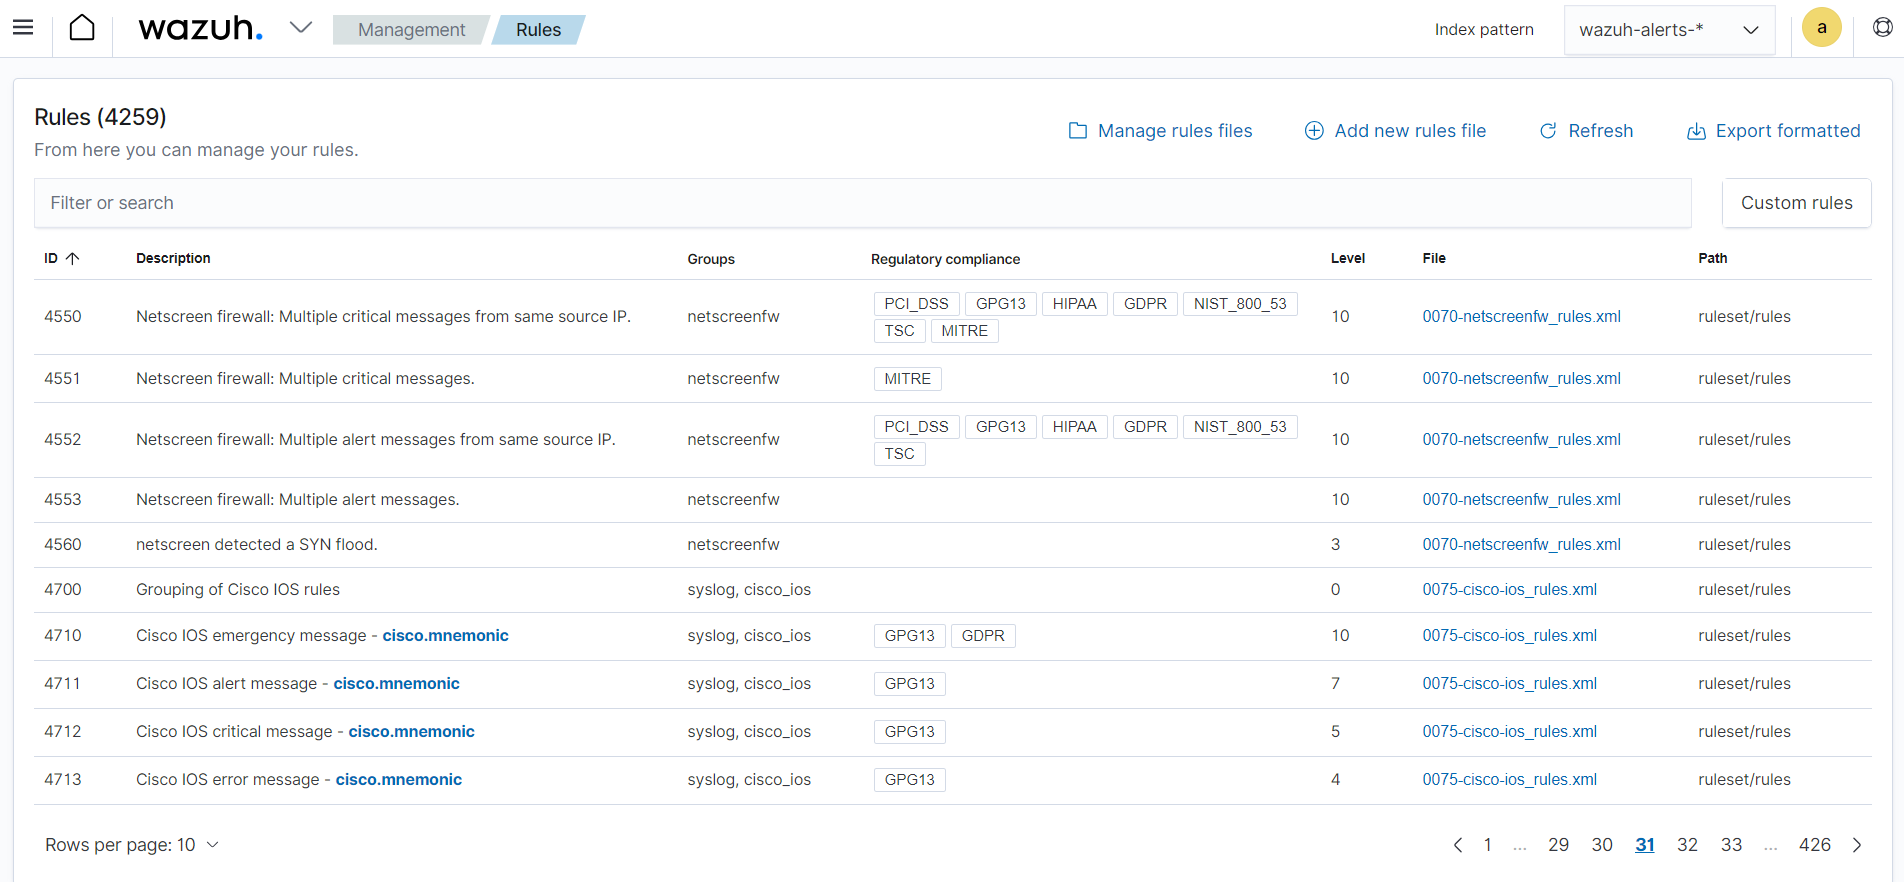 wazuh. Management Rules Index pattern wazuh-alerts-* a
Rules (4259)
From here you can manage your rules.
Manage rules files Add new rules file Refresh Export formatted
Filter or search Custom rules
ID Description Groups Regulatory compliance Level File Path
4550 Netscreen firewall: Multiple critical messages from same source IP. netscreenfw PCI_DSS GPG13 HIPAA GDPR NIST_800_53 10 0070-netscreenfw_rules.xml ruleset/rules
TSC MITRE
4551 Netscreen firewall: Multiple critical messages. netscreenfw MITRE 10 0070-netscreenfw_rules.xml ruleset/rules
4552 Netscreen firewall: Multiple alert messages from same source IP. netscreenfw PCI_DSS GPG13 HIPAA GDPR NIST_800_53 10 0070-netscreenfw_rules.xml ruleset/rules
TSC
4553 Netscreen firewall: Multiple alert messages. netscreenfw 10 0070-netscreenfw_rules.xml ruleset/rules
4560 netscreen detected a SYN flood. netscreenfw 3 0070-netscreenfw_rules.xml ruleset/rules
4700 Grouping of Cisco IOS rules syslog, cisco_ios 0 0075-cisco-ios_rules.xml ruleset/rules
4710 Cisco IOS emergency message - cisco.mnemonic syslog, cisco_ios GPG13 GDPR 10 0075-cisco-ios_rules.xml ruleset/rules
4711 Cisco IOS alert message - cisco.mnemonic syslog, cisco_ios GPG13 7 0075-cisco-ios_rules.xml ruleset/rules
4712 Cisco IOS critical message - cisco.mnemonic syslog, cisco_ios GPG13 5 0075-cisco-ios_rules.xml ruleset/rules
4713 Cisco IOS error message - cisco.mnemonic syslog, cisco_ios GPG13 4 0075-cisco-ios_rules.xml ruleset/rules
Rows per page: 10 1 ... 29 30 31 32 33 ... 426